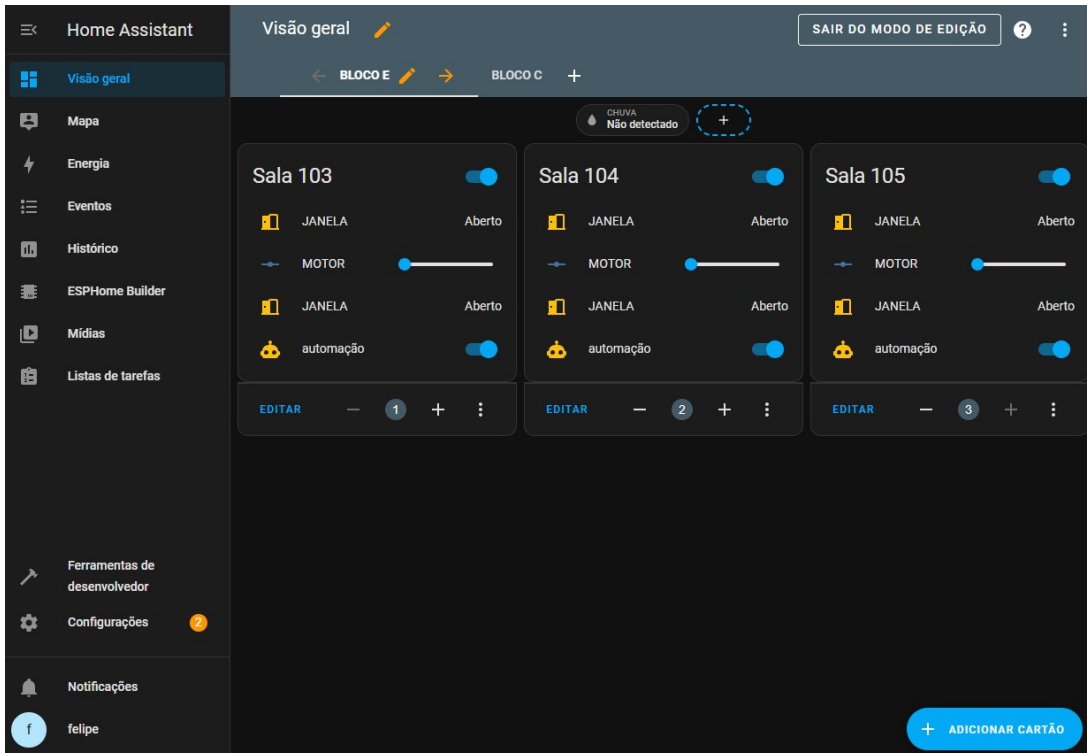 Home Assistant
Visão geral
Mapa
Energia
Eventos
Histórico
ESPHome Builder
Mídias
Listas de tarefas
Ferramentas de
desenvolvedor
Configurações 2
Notificações
f felipe
Visão geral SAIR DO MODO DE EDIÇÃO ?
BLOCO E BLOCO C +
CHUVA
Não detectado +
Sala 103
JANELA Aberto
MOTOR
JANELA Aberto
automação
EDITAR − 1 +
Sala 104
JANELA Aberto
MOTOR
JANELA Aberto
automação
EDITAR − 2 +
Sala 105
JANELA Aberto
MOTOR
JANELA Aberto
automação
EDITAR − 3 +
+ ADICIONAR CARTÃO